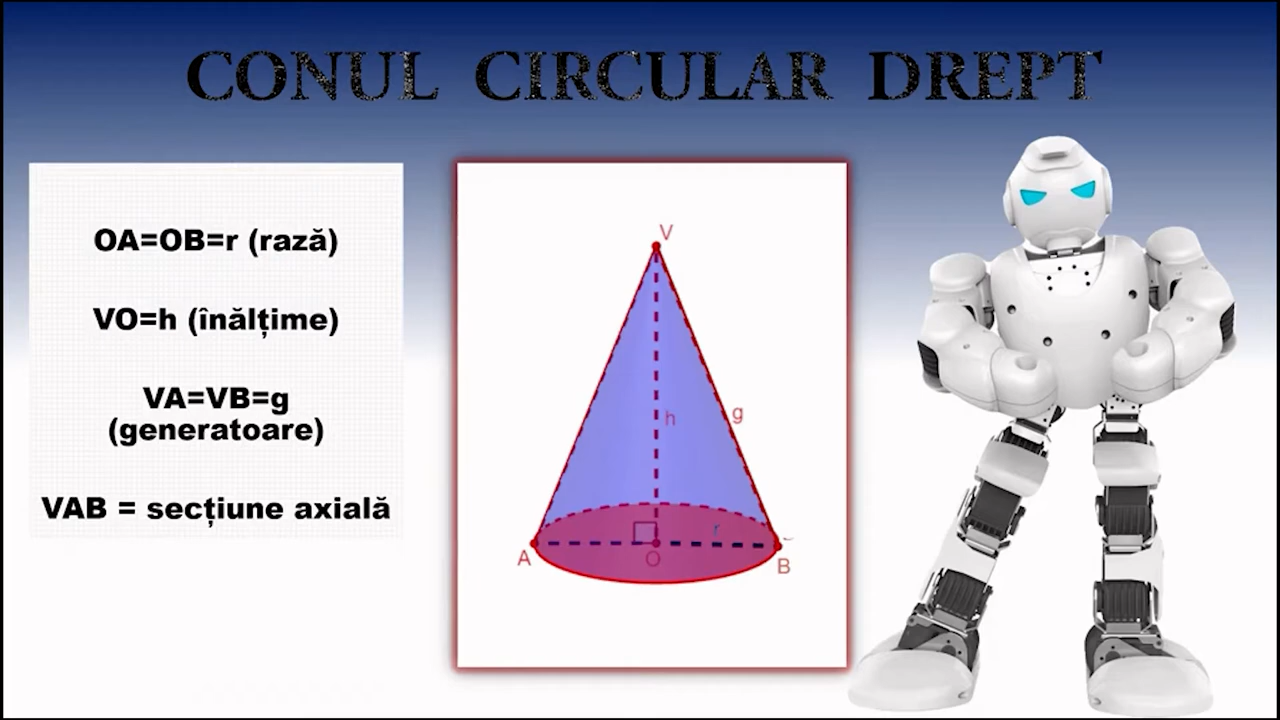 CONUL CIRCULAR DREPT
OA=OB=r (rază)
VO=h (înălțime)
VA=VB=g
(generatoare)
VAB = secțiune axială
V
h
g
r
A
O
B